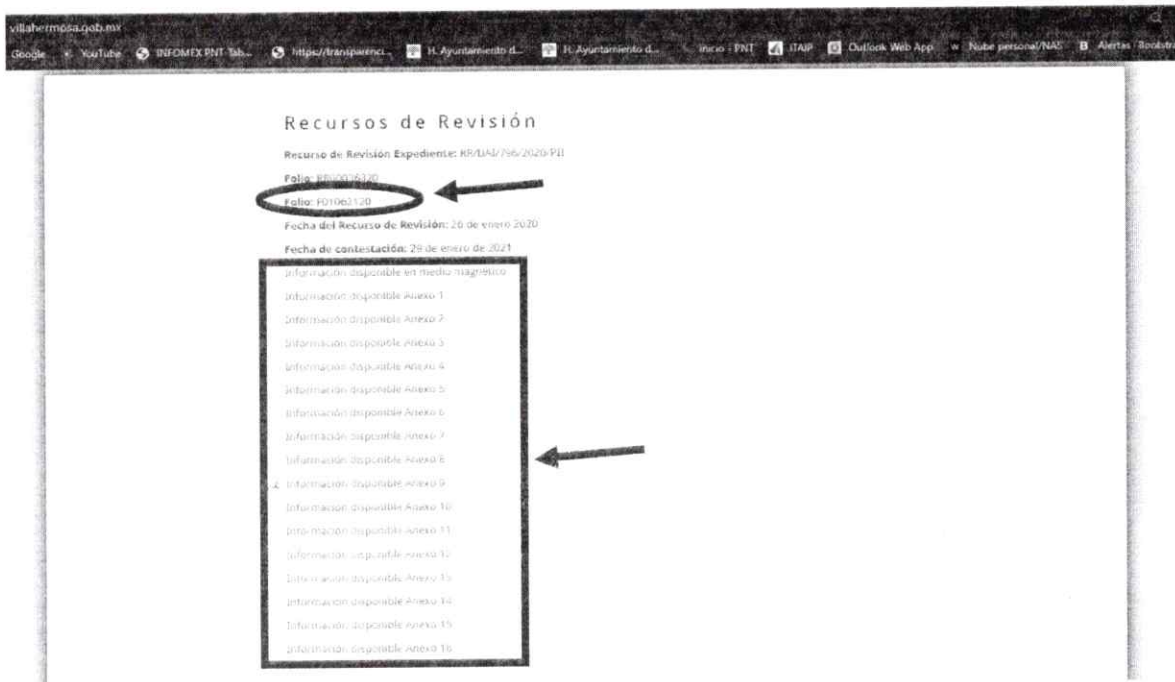 villahermosa.gob.mx
Google YouTube INFOMEX PNT-Tab... https://transparenci... H. Ayuntamiento d... H. Ayuntamiento d... Inicio - PNT ITAIP Outlook Web App Nube personal/NAS Alertas · Bootstr
Recursos de Revisión
Recurso de Revisión Expediente: RR/DAI/796/2020-PII
Folio: RR00036420
Folio: F01062120
Fecha del Recurso de Revisión: 26 de enero 2020
Fecha de contestación: 29 de enero de 2021
Información disponible en medio magnético
Información disponible Anexo 1
Información disponible Anexo 2
Información disponible Anexo 3
Información disponible Anexo 4
Información disponible Anexo 5
Información disponible Anexo 6
Información disponible Anexo 7
Información disponible Anexo 8
Información disponible Anexo 9
Información disponible Anexo 10
Información disponible Anexo 11
Información disponible Anexo 12
Información disponible Anexo 13
Información disponible Anexo 14
Información disponible Anexo 15
Información disponible Anexo 16